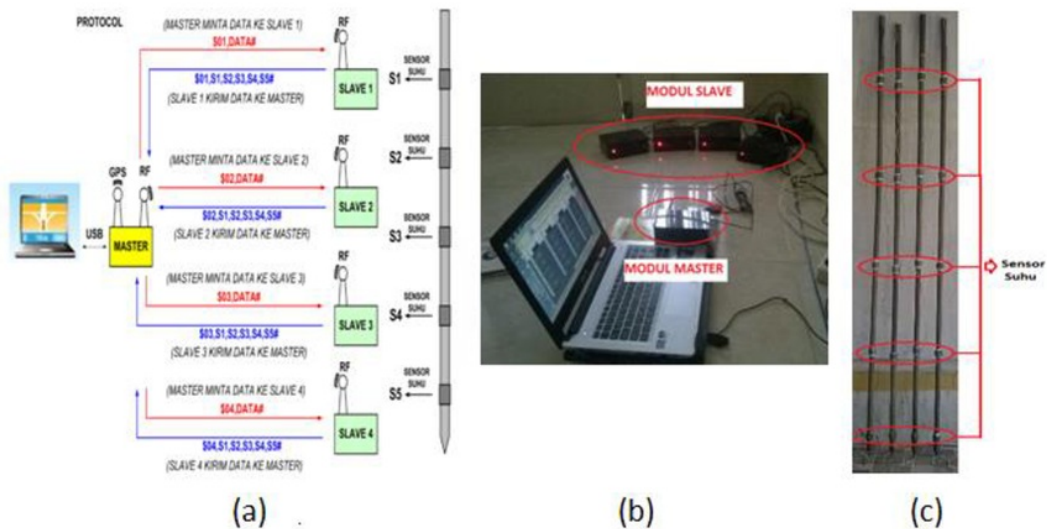 PROTOCOL
(MASTER MINTA DATA KE SLAVE 1)
$01,DATA#
$01,S1,S2,S3,S4,S5#
(SLAVE 1 KIRIM DATA KE MASTER)
RF
SLAVE 1
(MASTER MINTA DATA KE SLAVE 2)
$02,DATA#
$02,S1,S2,S3,S4,S5#
(SLAVE 2 KIRIM DATA KE MASTER)
RF
SLAVE 2
GPS
RF
USB
MASTER
(MASTER MINTA DATA KE SLAVE 3)
$03,DATA#
$03,S1,S2,S3,S4,S5#
(SLAVE 3 KIRIM DATA KE MASTER)
RF
SLAVE 3
(MASTER MINTA DATA KE SLAVE 4)
$04,DATA#
$04,S1,S2,S3,S4,S5#
(SLAVE 4 KIRIM DATA KE MASTER)
RF
SLAVE 4
SENSOR
SUHU
S1
SENSOR
SUHU
S2
SENSOR
SUHU
S3
SENSOR
SUHU
S4
SENSOR
SUHU
S5
(a)
MODUL SLAVE
MODUL MASTER
(b)
Sensor
Suhu
(c)